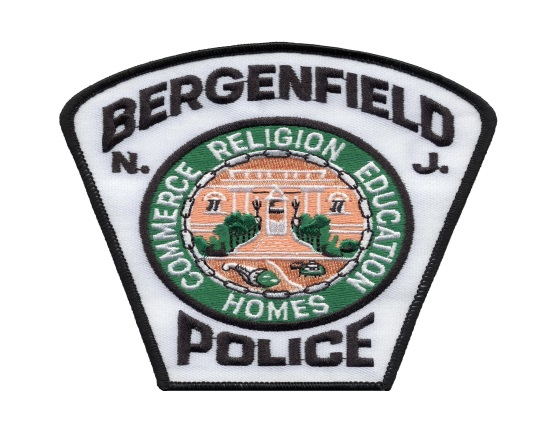 BERGENFIELD
N. J.
COMMERCE RELIGION EDUCATION
HOMES
POLICE